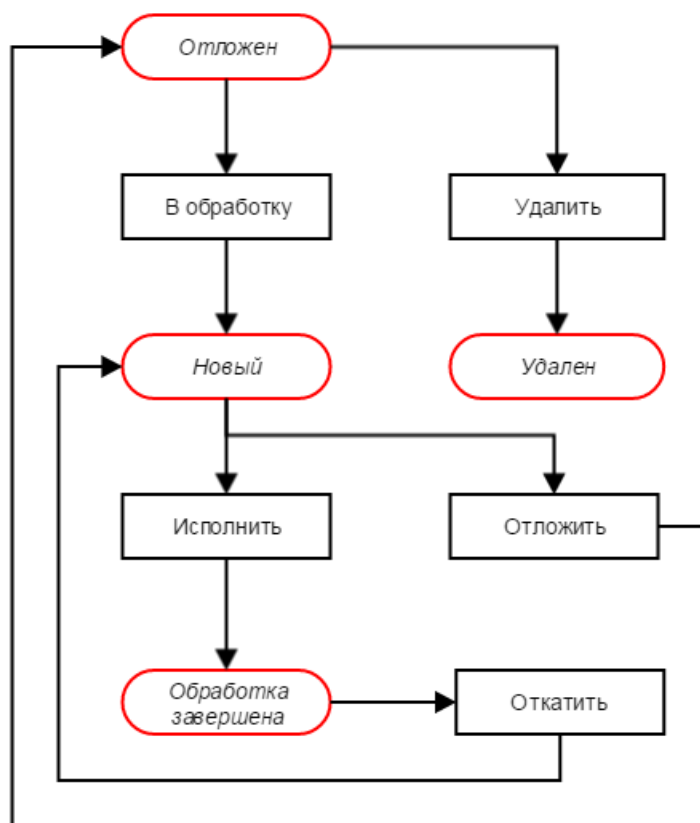 Отложен
В обработку
Удалить
Новый
Удален
Исполнить
Отложить
Обработка
завершена
Откатить